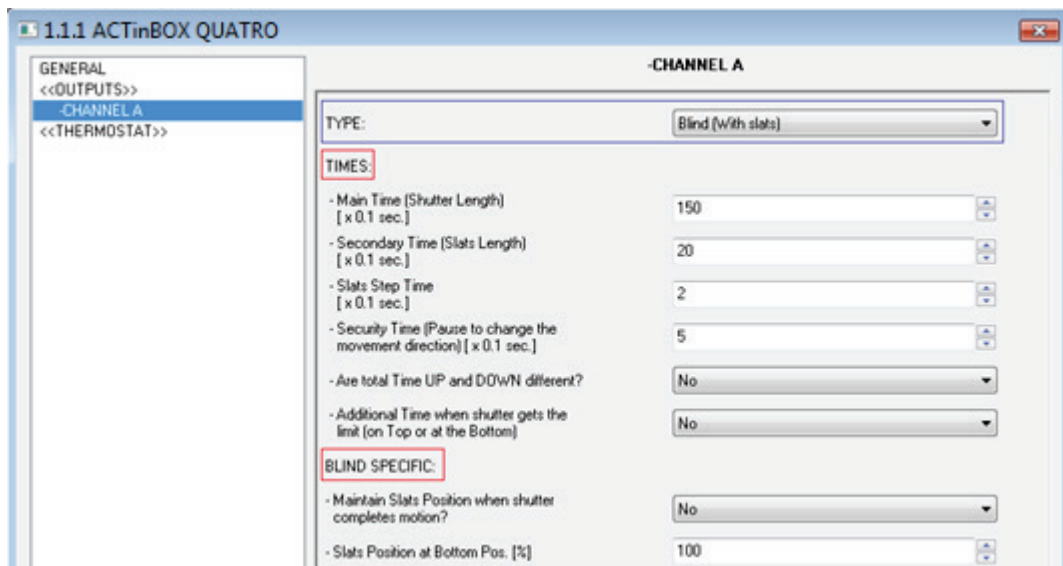 1.1.1 ACTinBOX QUATRO
GENERAL
<<OUTPUTS>>
-CHANNEL A
<<THERMOSTAT>>
-CHANNEL A
TYPE: Blind (With slats)
TIMES:
- Main Time (Shutter Length)
[ x 0.1 sec.] 150
- Secondary Time (Slats Length)
[ x 0.1 sec.] 20
- Slats Step Time
[ x 0.1 sec.] 2
- Security Time (Pause to change the
movement direction) [ x 0.1 sec.] 5
- Are total Time UP and DOWN different? No
- Additional Time when shutter gets the
limit (on Top or at the Bottom) No
BLIND SPECIFIC:
- Maintain Slats Position when shutter
completes motion? No
- Slats Position at Bottom Pos. [%] 100